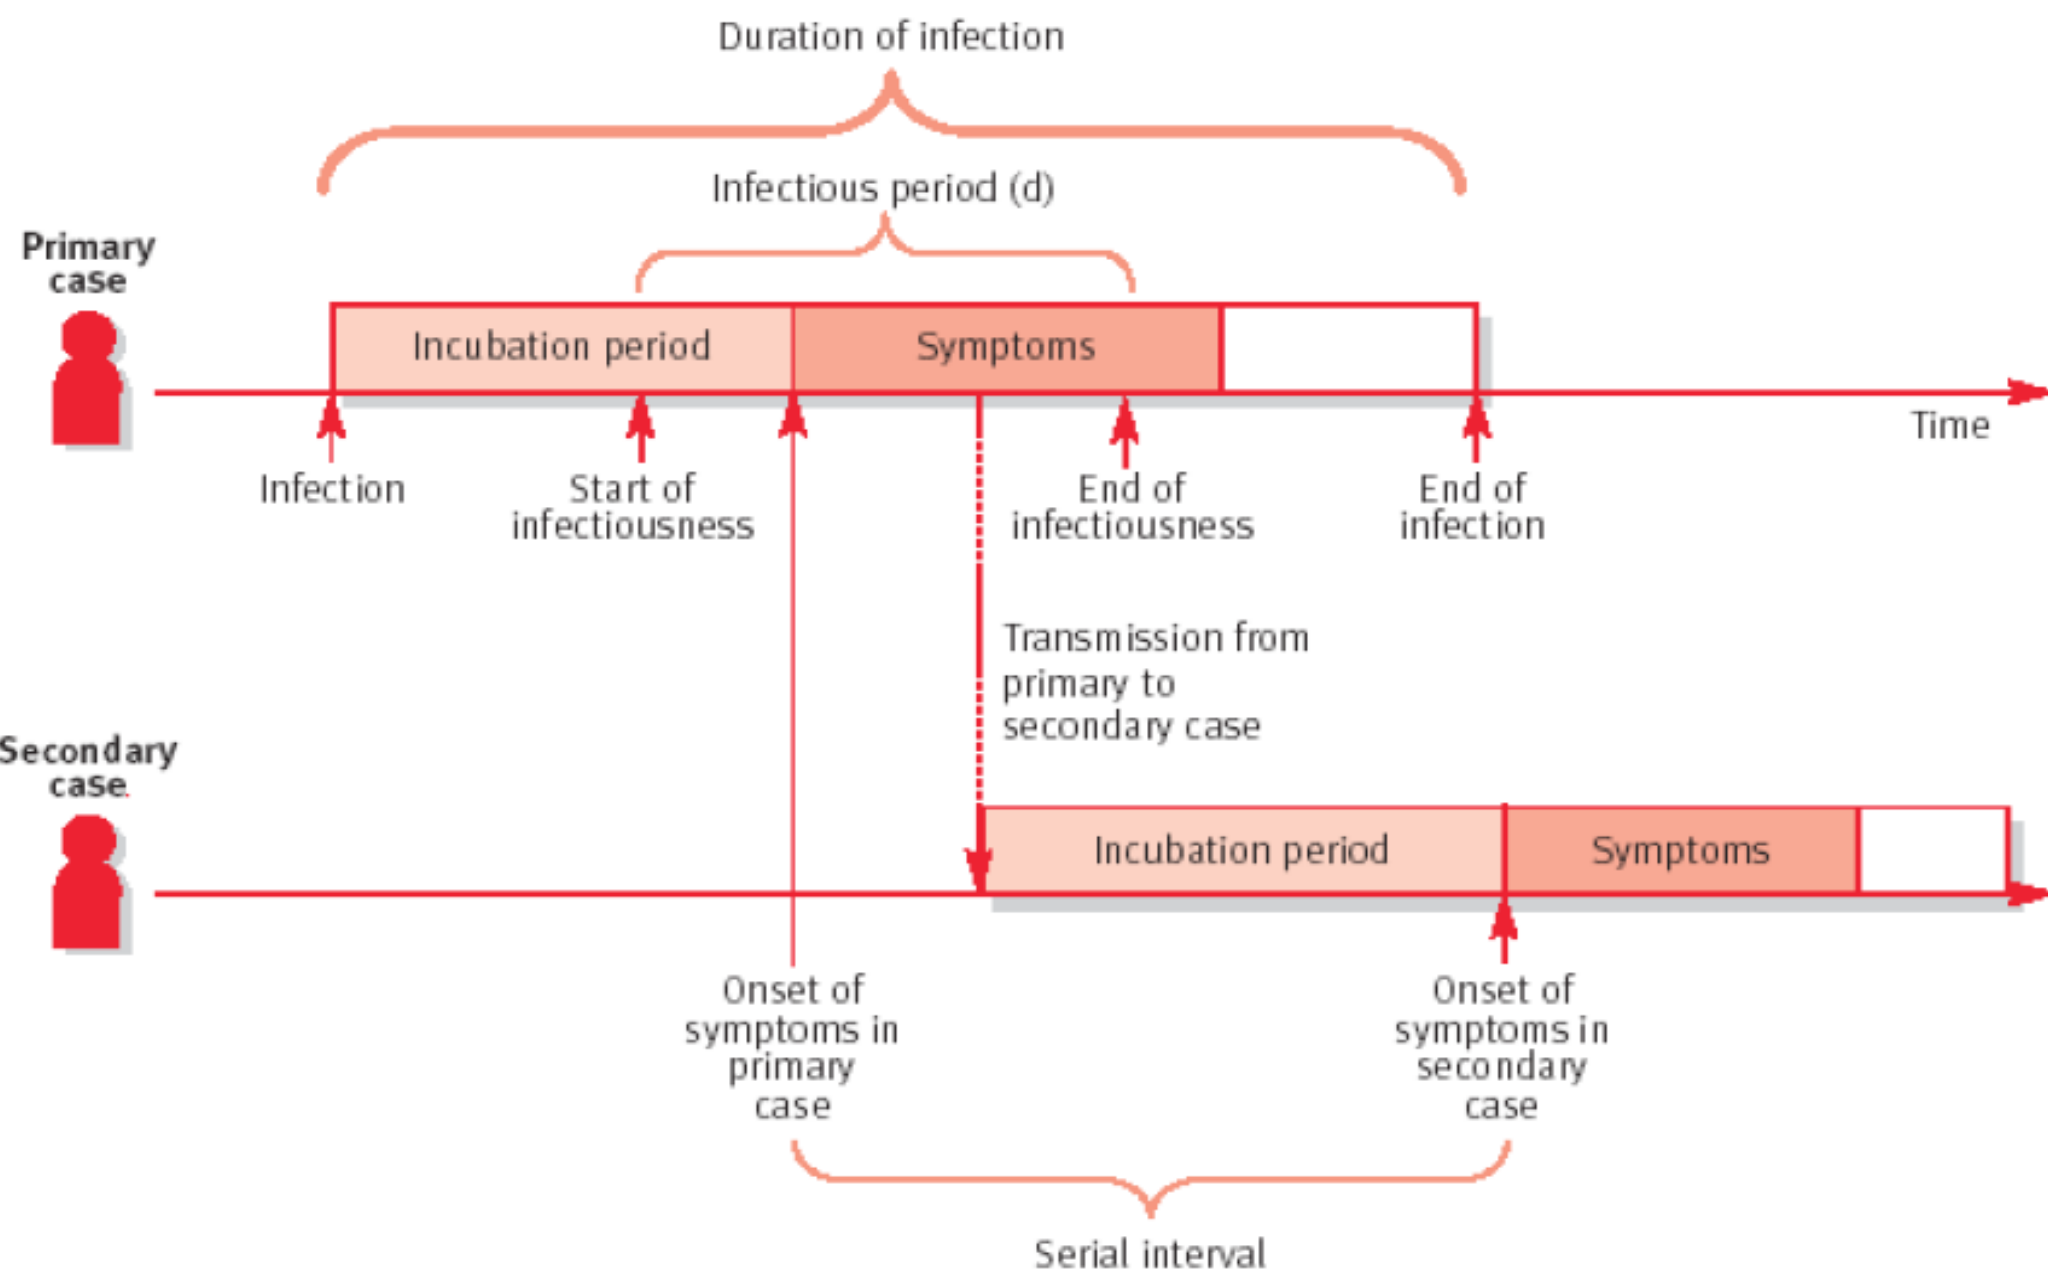 Duration of infection
Infectious period (d)
Primary
case
Incubation period
Symptoms
Time
Infection
Start of
infectiousness
End of
infectiousness
End of
infection
Transmission from
primary to
secondary case
Secondary
case
Incubation period
Symptoms
Onset of
symptoms in
primary
case
Onset of
symptoms in
secondary
case
Serial interval